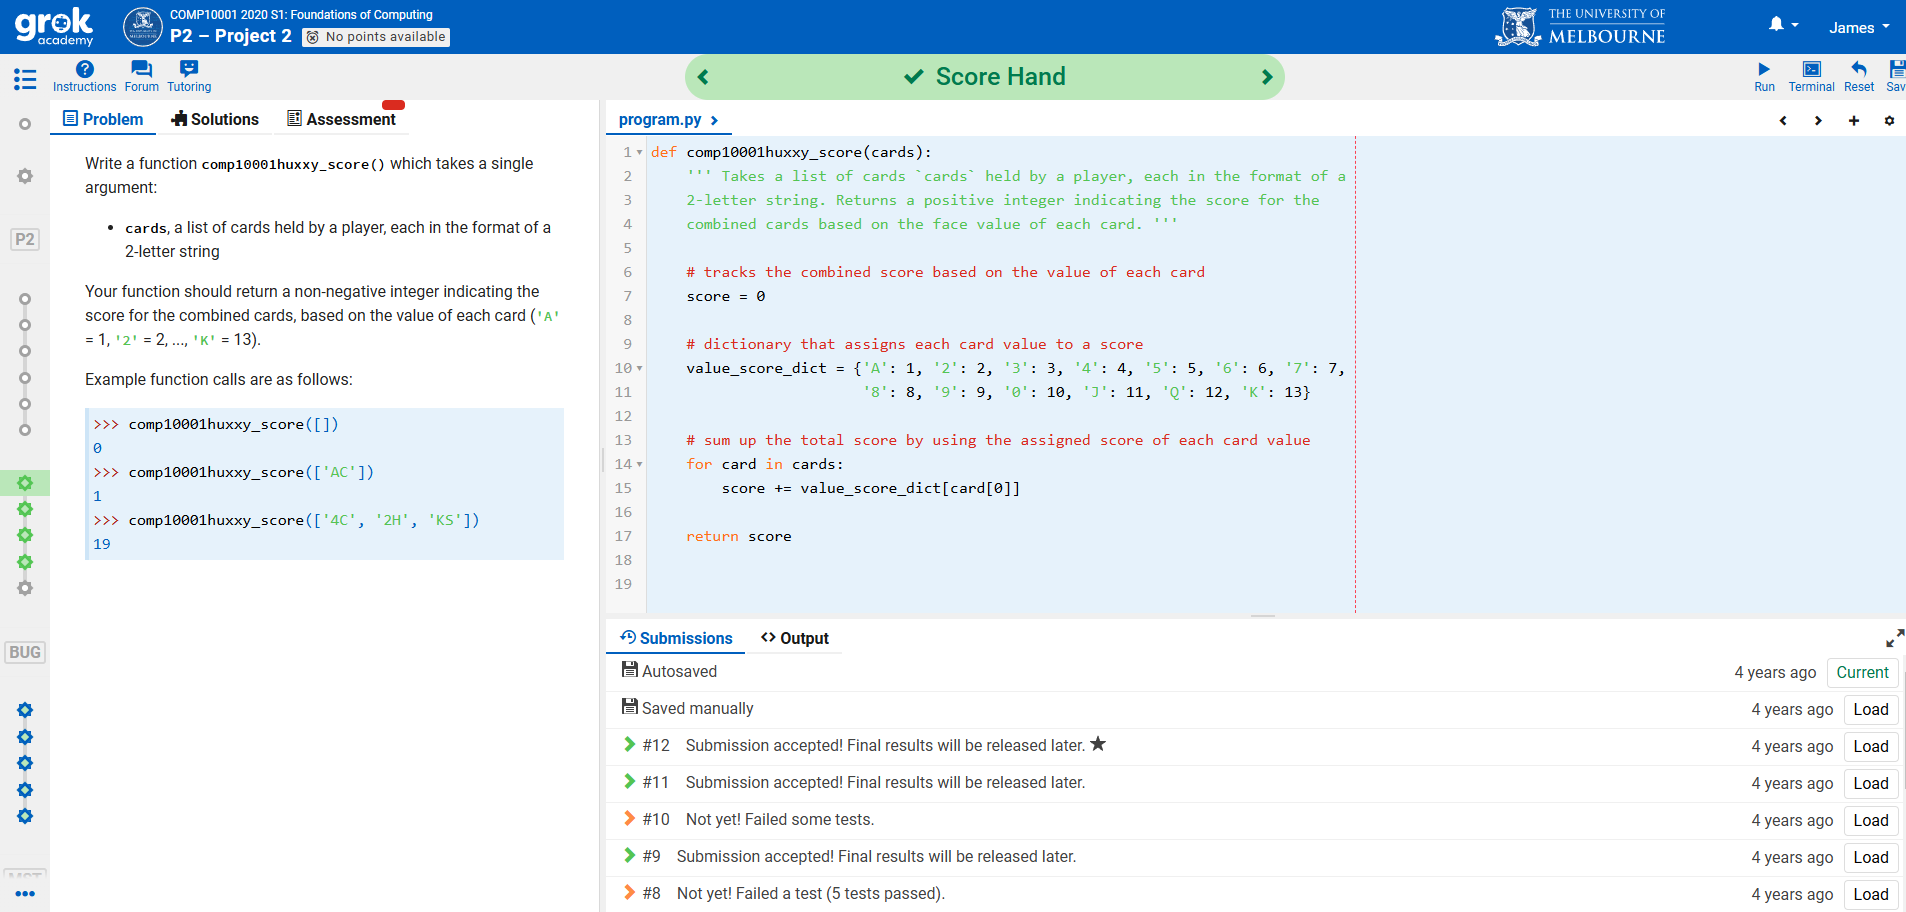 grok academy
COMP10001 2020 S1: Foundations of Computing
P2 – Project 2 No points available
THE UNIVERSITY OF
MELBOURNE
James
Instructions Forum Tutoring
Score Hand
Run Terminal Reset Sav
Problem Solutions Assessment
P2
BUG
Write a function comp10001huxxy_score() which takes a single
argument:
• cards, a list of cards held by a player, each in the format of a
2-letter string
Your function should return a non-negative integer indicating the
score for the combined cards, based on the value of each card ('A'
= 1, '2' = 2, ..., 'K' = 13).
Example function calls are as follows:
>>> comp10001huxxy_score([])
0
>>> comp10001huxxy_score(['AC'])
1
>>> comp10001huxxy_score(['4C', '2H', 'KS'])
19
program.py
1 def comp10001huxxy_score(cards):
2 ''' Takes a list of cards `cards` held by a player, each in the format of a
3 2-letter string. Returns a positive integer indicating the score for the
4 combined cards based on the face value of each card. '''
5
6 # tracks the combined score based on the value of each card
7 score = 0
8
9 # dictionary that assigns each card value to a score
10 value_score_dict = {'A': 1, '2': 2, '3': 3, '4': 4, '5': 5, '6': 6, '7': 7,
11 '8': 8, '9': 9, '0': 10, 'J': 11, 'Q': 12, 'K': 13}
12
13 # sum up the total score by using the assigned score of each card value
14 for card in cards:
15 score += value_score_dict[card[0]]
16
17 return score
18
19
Submissions <> Output
Autosaved 4 years ago Current
Saved manually 4 years ago Load
#12 Submission accepted! Final results will be released later. ★ 4 years ago Load
#11 Submission accepted! Final results will be released later. 4 years ago Load
#10 Not yet! Failed some tests. 4 years ago Load
#9 Submission accepted! Final results will be released later. 4 years ago Load
#8 Not yet! Failed a test (5 tests passed). 4 years ago Load